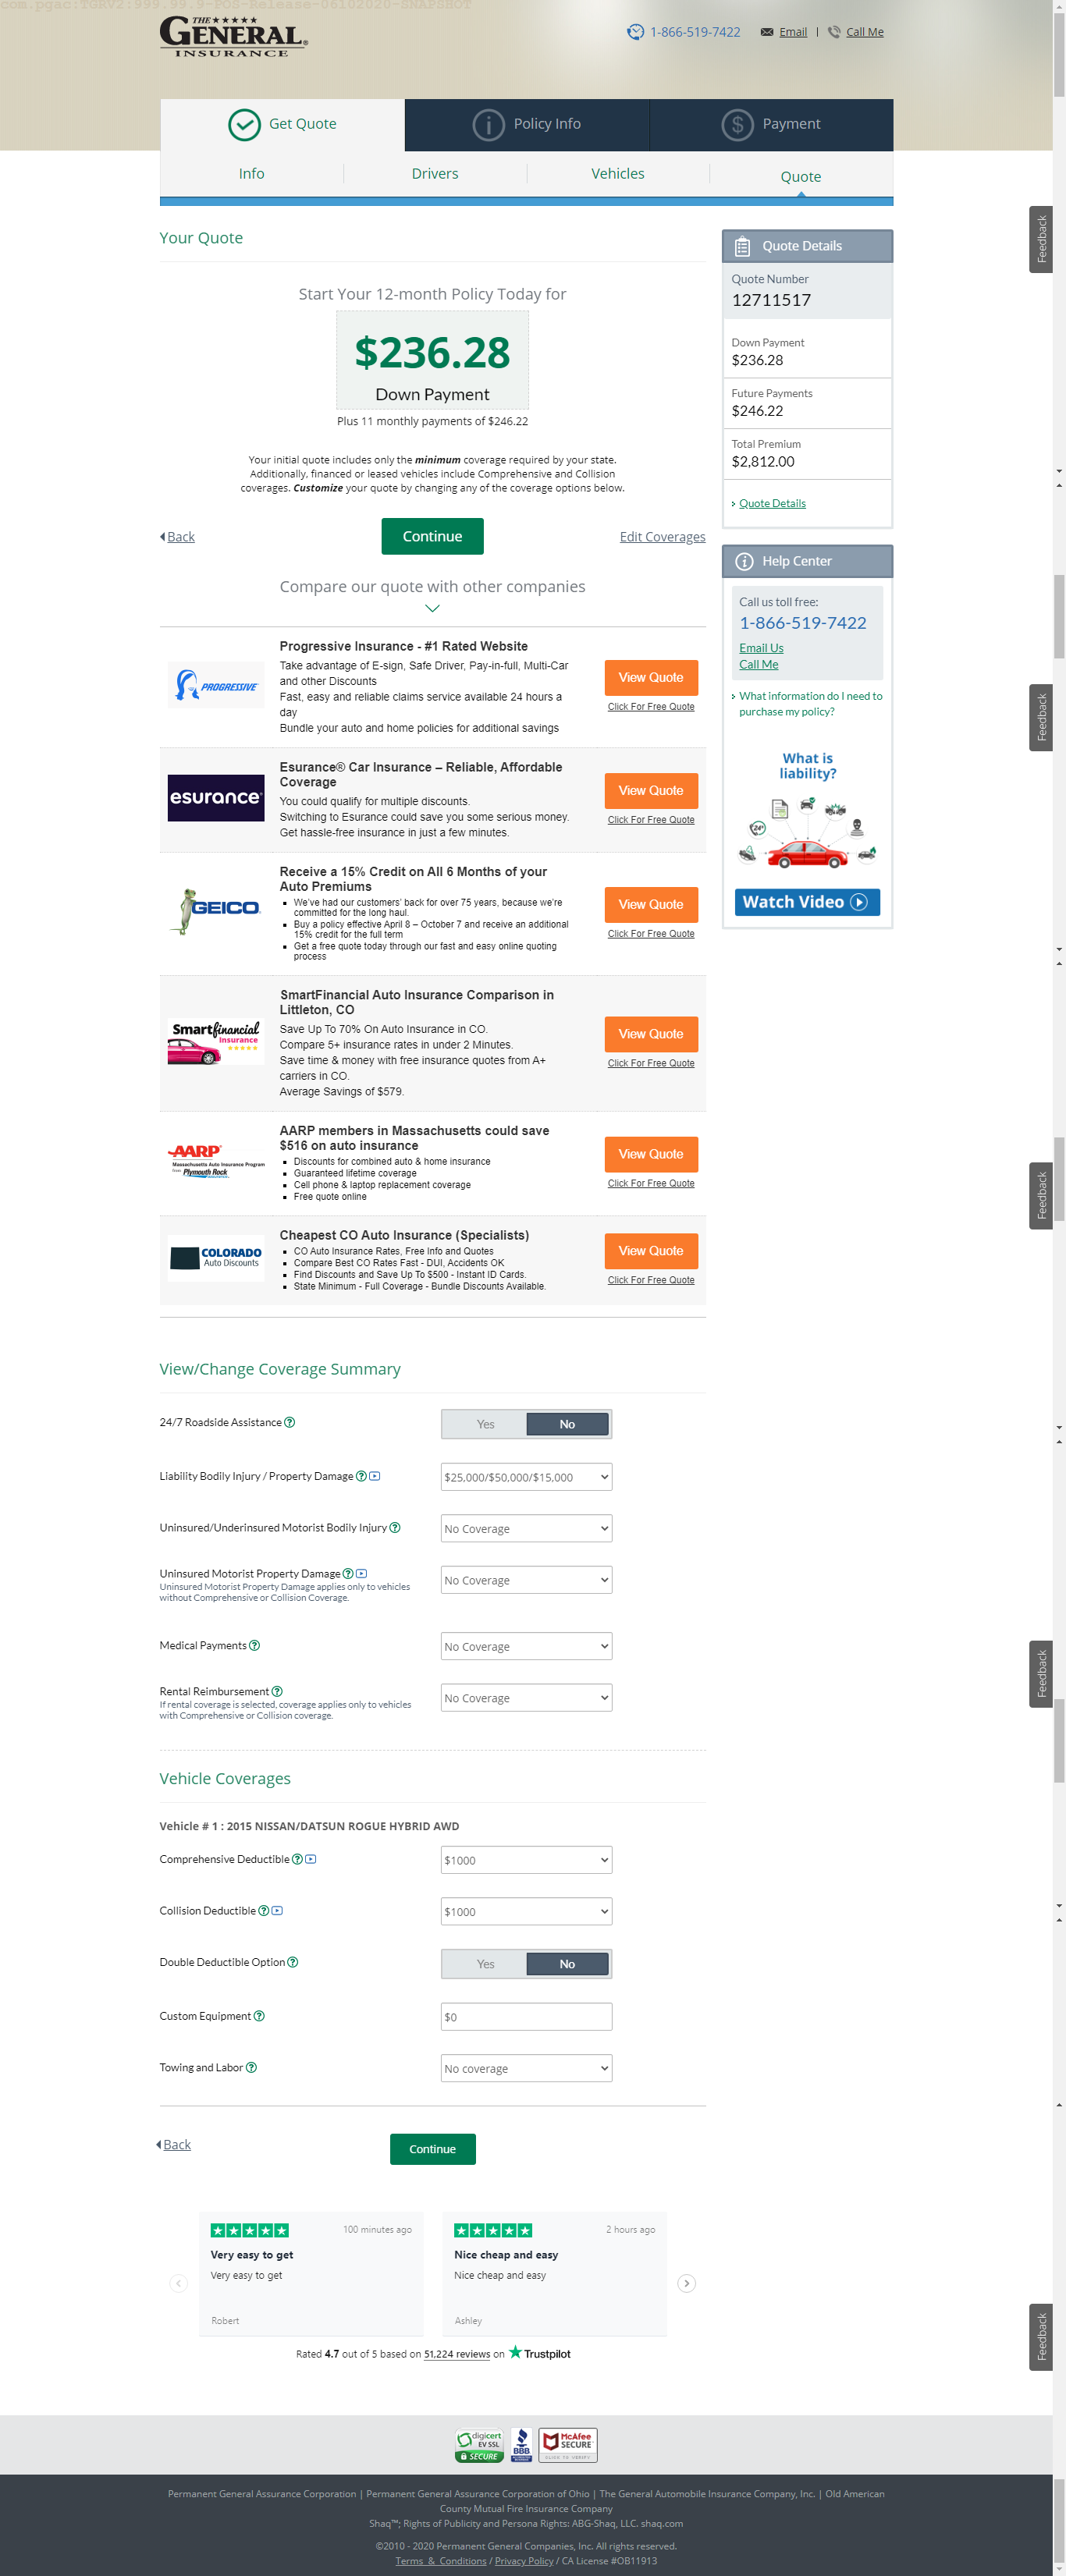 com.pgac:TGRV2:999.99.9-POS-Release-06102020-SNAPSHOT
THE
GENERAL®
INSURANCE
1-866-519-7422 Email | Call Me
Get Quote Policy Info Payment
Info Drivers Vehicles Quote
Feedback
Your Quote
Start Your 12-month Policy Today for
$236.28
Down Payment
Plus 11 monthly payments of $246.22
Your initial quote includes only the minimum coverage required by your state.
Additionally, financed or leased vehicles include Comprehensive and Collision
coverages. Customize your quote by changing any of the coverage options below.
Back Continue Edit Coverages
Quote Details
Quote Number
12711517
Down Payment
$236.28
Future Payments
$246.22
Total Premium
$2,812.00
Quote Details
Help Center
Call us toll free:
1-866-519-7422
Email Us
Call Me
What information do I need to
purchase my policy?
What is
liability?
24hr
Watch Video
Feedback
Compare our quote with other companies
PROGRESSIVE
Progressive Insurance - #1 Rated Website
Take advantage of E-sign, Safe Driver, Pay-in-full, Multi-Car
and other Discounts
Fast, easy and reliable claims service available 24 hours a
day
Bundle your auto and home policies for additional savings
View Quote
Click For Free Quote
esurance®
Esurance® Car Insurance – Reliable, Affordable
Coverage
You could qualify for multiple discounts.
Switching to Esurance could save you some serious money.
Get hassle-free insurance in just a few minutes.
View Quote
Click For Free Quote
GEICO
Receive a 15% Credit on All 6 Months of your
Auto Premiums
We've had our customers' back for over 75 years, because we're
committed for the long haul.
Buy a policy effective April 8 – October 7 and receive an additional
15% credit for the full term
Get a free quote today through our fast and easy online quoting
process
View Quote
Click For Free Quote
Smartfinancial
Insurance
SmartFinancial Auto Insurance Comparison in
Littleton, CO
Save Up To 70% On Auto Insurance in CO.
Compare 5+ insurance rates in under 2 Minutes.
Save time & money with free insurance quotes from A+
carriers in CO.
Average Savings of $579.
View Quote
Click For Free Quote
AARP
Massachusetts Auto Insurance Program
from Plymouth Rock
AARP members in Massachusetts could save
$516 on auto insurance
Discounts for combined auto & home insurance
Guaranteed lifetime coverage
Cell phone & laptop replacement coverage
Free quote online
View Quote
Click For Free Quote
Feedback
COLORADO
Auto Discounts
Cheapest CO Auto Insurance (Specialists)
CO Auto Insurance Rates, Free Info and Quotes
Compare Best CO Rates Fast - DUI, Accidents OK
Find Discounts and Save Up To $500 - Instant ID Cards.
State Minimum - Full Coverage - Bundle Discounts Available.
View Quote
Click For Free Quote
View/Change Coverage Summary
24/7 Roadside Assistance Yes No
Liability Bodily Injury / Property Damage $25,000/$50,000/$15,000
Uninsured/Underinsured Motorist Bodily Injury No Coverage
Uninsured Motorist Property Damage No Coverage
Uninsured Motorist Property Damage applies only to vehicles
without Comprehensive or Collision Coverage.
Medical Payments No Coverage
Feedback
Rental Reimbursement No Coverage
If rental coverage is selected, coverage applies only to vehicles
with Comprehensive or Collision coverage.
Vehicle Coverages
Vehicle # 1 : 2015 NISSAN/DATSUN ROGUE HYBRID AWD
Comprehensive Deductible $1000
Collision Deductible $1000
Double Deductible Option Yes No
Custom Equipment $0
Towing and Labor No coverage
Back Continue
100 minutes ago
Very easy to get
Very easy to get
Robert
2 hours ago
Nice cheap and easy
Nice cheap and easy
Ashley
Feedback
Rated 4.7 out of 5 based on 51,224 reviews on Trustpilot
digicert
EV SSL
SECURE
BBB
McAfee
SECURE
CLICK TO VERIFY
Permanent General Assurance Corporation | Permanent General Assurance Corporation of Ohio | The General Automobile Insurance Company, Inc. | Old American
County Mutual Fire Insurance Company
Shaq™; Rights of Publicity and Persona Rights: ABG-Shaq, LLC. shaq.com
©2010 - 2020 Permanent General Companies, Inc. All rights reserved.
Terms & Conditions / Privacy Policy / CA License #OB11913